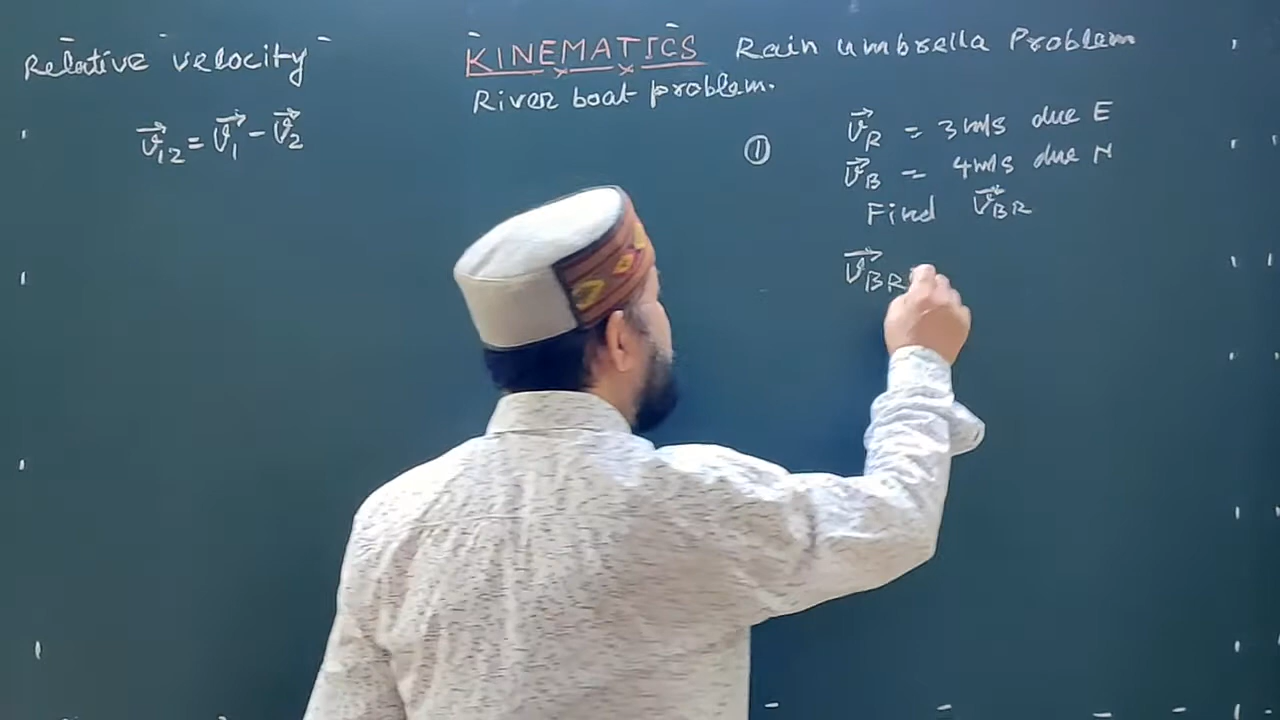 Relative velocity
v⃗₁₂ = v⃗₁ - v⃗₂
KINEMATICS Rain umbrella Problem
River boat problem.
① v⃗R = 3 m/s due E
v⃗B = 4 m/s due N
Find v⃗BR
v⃗BR